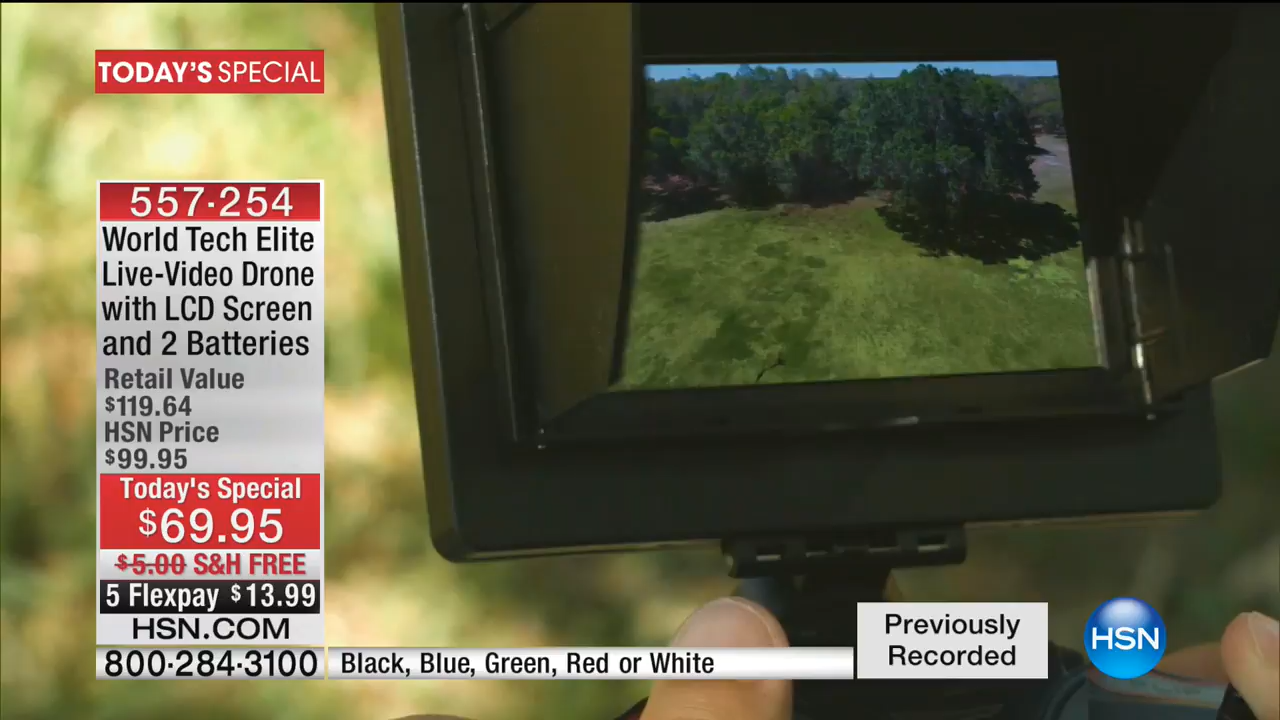 TODAY'S SPECIAL
557·254
World Tech Elite
Live-Video Drone
with LCD Screen
and 2 Batteries
Retail Value
$119.64
HSN Price
$99.95
Today's Special
$69.95
$5.00 S&H FREE
5 Flexpay $13.99
HSN.COM
800·284·3100
Black, Blue, Green, Red or White
Previously
Recorded
HSN